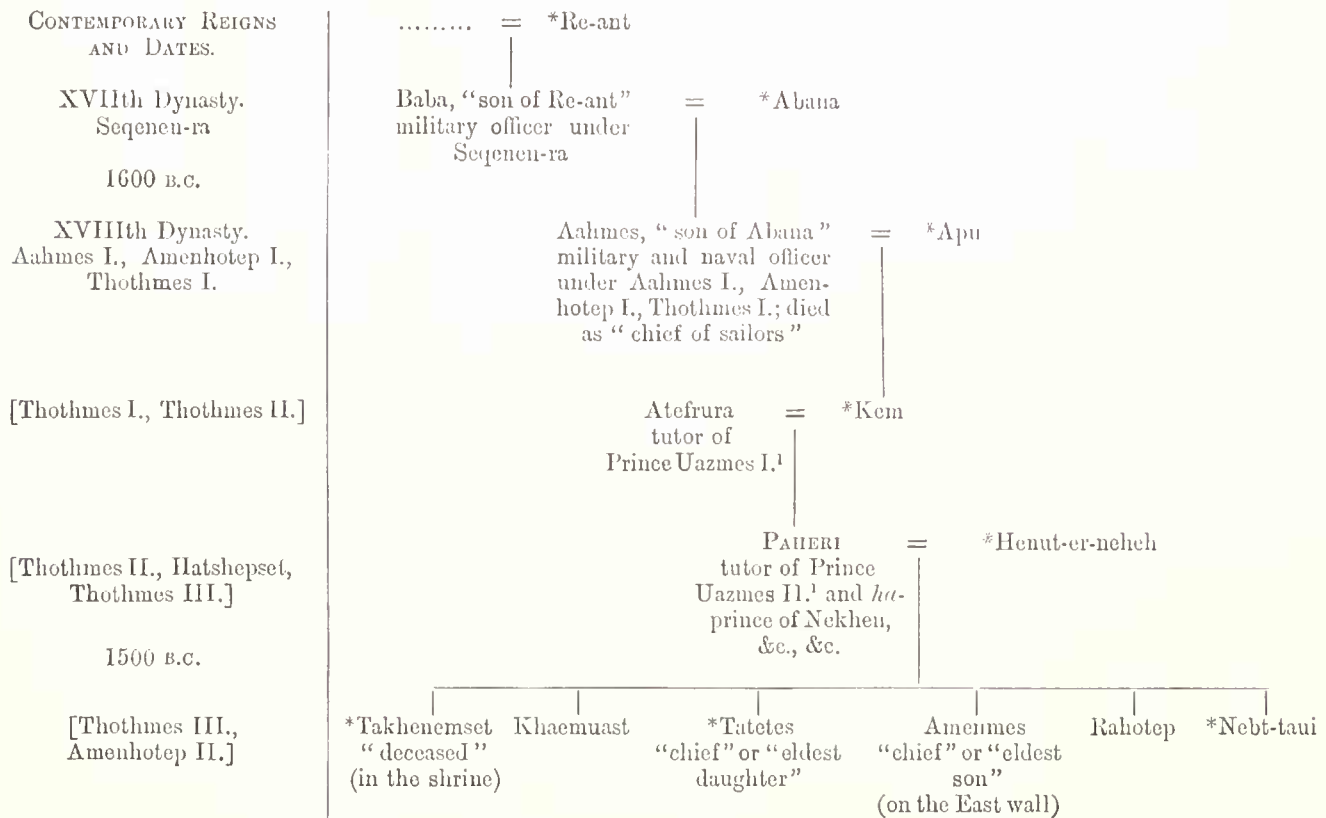 CONTEMPORARY REIGNS
AND DATES.
......... = *Re-ant
XVIIth Dynasty.
Seqenen-ra
1600 B.C.
Baba, “son of Re-ant” = *Abana
military officer under
Seqenen-ra
XVIIIth Dynasty.
Aahmes I., Amenhotep I.,
Thothmes I.
Aahmes, “son of Abana” = *Apu
military and naval officer
under Aahmes I., Amen-
hotep I., Thothmes I.; died
as “chief of sailors”
[Thothmes I., Thothmes II.]
Atefrura = *Kem
tutor of
Prince Uazmes I.¹
[Thothmes II., Hatshepset,
Thothmes III.]
1500 B.C.
PAHERI = *Henut-er-neheh
tutor of Prince
Uazmes II.¹ and ha-
prince of Nekhen,
&c., &c.
[Thothmes III.,
Amenhotep II.]
*Takhenemset
“deceased”
(in the shrine)
Khaemuast
*Tatetes
“chief” or “eldest
daughter”
Amenmes
“chief” or “eldest
son”
(on the East wall)
Rahotep
*Nebt-taui